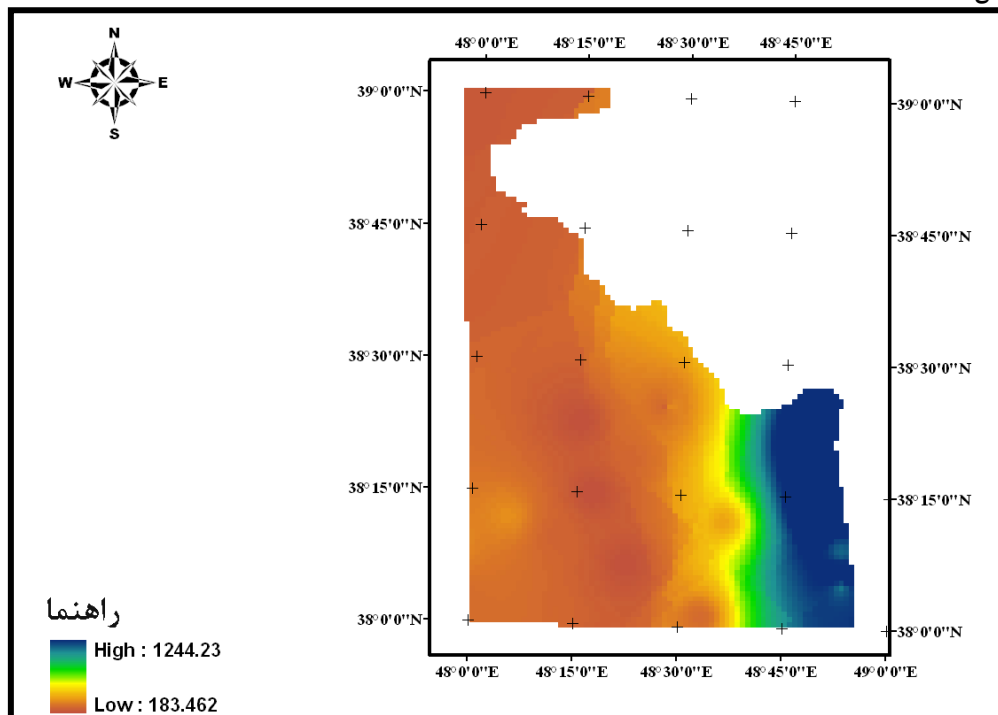 N
W E
S
48°0'0"E 48°15'0"E 48°30'0"E 48°45'0"E
39°0'0"N 39°0'0"N
38°45'0"N 38°45'0"N
38°30'0"N 38°30'0"N
38°15'0"N 38°15'0"N
38°0'0"N 38°0'0"N
48°0'0"E 48°15'0"E 48°30'0"E 48°45'0"E 49°0'0"E
راهنما
High : 1244.23
Low : 183.462